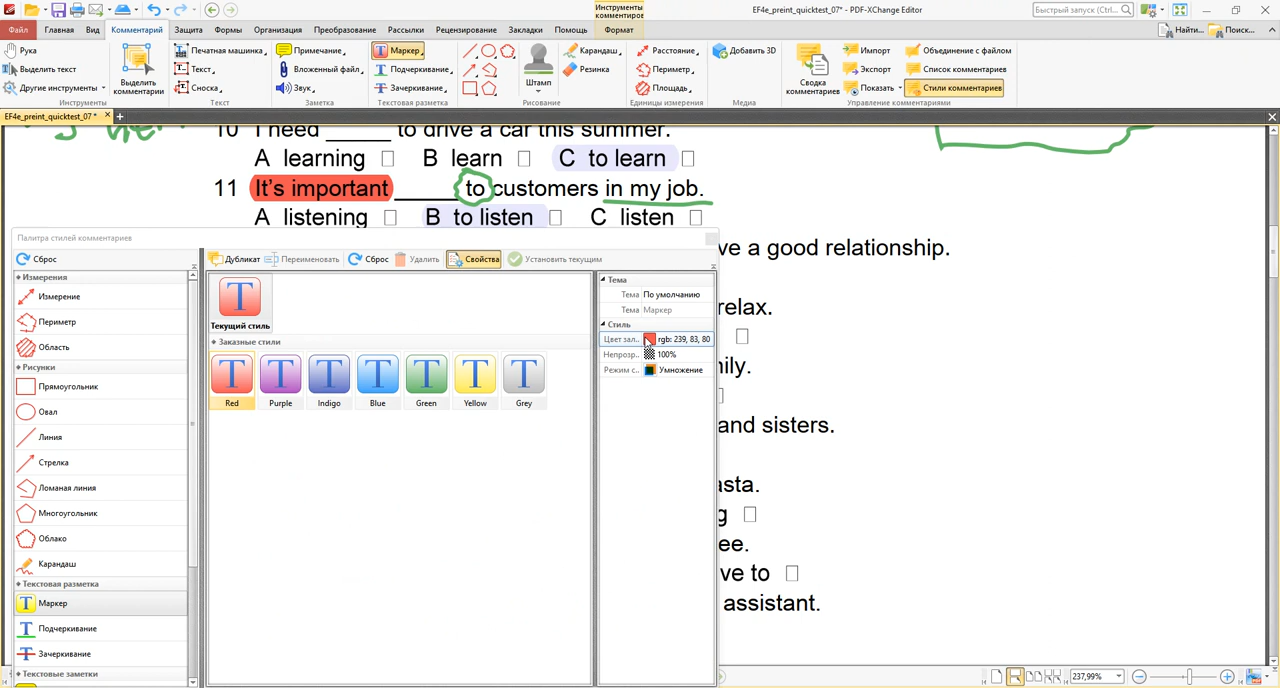 Инструменты комментариев
EF4e_preint_quicktest_07* - PDF-XChange Editor
Быстрый запуск (Ctrl...
Файл Главная Вид Комментарий Защита Формы Организация Преобразование Рассылки Рецензирование Закладки Помощь Формат
Найти... Поиск...
Рука
Выделить текст
Другие инструменты
Инструменты
Выделить комментарии
Печатная машинка
Текст
Сноска
Текст
Примечание
Вложенный файл
Звук
Заметка
Маркер
Подчеркивание
Зачеркивание
Текстовая разметка
Штамп
Карандаш
Резинка
Рисование
Расстояние
Периметр
Площадь
Единицы измерения
Добавить 3D
Медиа
Сводка комментариев
Импорт
Экспорт
Показать
Объединение с файлом
Список комментариев
Стили комментариев
Управление комментариями
EF4e_preint_quicktest_07 *
10 I need ______ to drive a car this summer.
A learning B learn C to learn
11 It's important ______ to customers in my job.
A listening B to listen C listen
ve a good relationship.
relax.
nily.
and sisters.
asta.
g
ee.
ve to
assistant.
Палитра стилей комментариев
Сброс
Измерения
Измерение
Периметр
Область
Рисунки
Прямоугольник
Овал
Линия
Стрелка
Ломаная линия
Многоугольник
Облако
Карандаш
Текстовая разметка
Маркер
Подчеркивание
Зачеркивание
Текстовые заметки
Дубликат Переименовать Сброс Удалить Свойства Установить текущим
T
Текущий стиль
Заказные стили
T T T T T T T
Red Purple Indigo Blue Green Yellow Grey
Тема
Тема По умолчанию
Тема Маркер
Стиль
Цвет зал... rgb: 239, 83, 80
Непрозр... 100%
Режим с... Умножение
237,99%